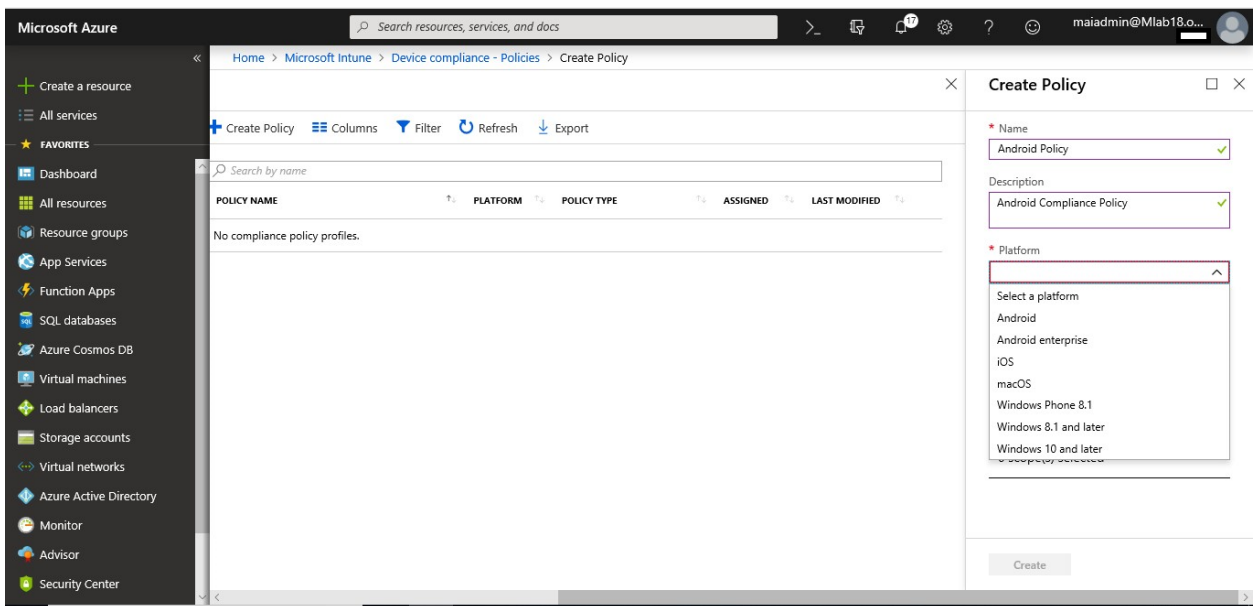 Microsoft Azure
Search resources, services, and docs
17
maiadmin@Mlab18.o...
Home > Microsoft Intune > Device compliance - Policies > Create Policy
Create a resource
All services
FAVORITES
Dashboard
All resources
Resource groups
App Services
Function Apps
SQL databases
Azure Cosmos DB
Virtual machines
Load balancers
Storage accounts
Virtual networks
Azure Active Directory
Monitor
Advisor
Security Center
Create Policy Columns Filter Refresh Export
Search by name
POLICY NAME PLATFORM POLICY TYPE ASSIGNED LAST MODIFIED
No compliance policy profiles.
Create Policy
* Name
Android Policy
Description
Android Compliance Policy
* Platform
Select a platform
Android
Android enterprise
iOS
macOS
Windows Phone 8.1
Windows 8.1 and later
Windows 10 and later
Create